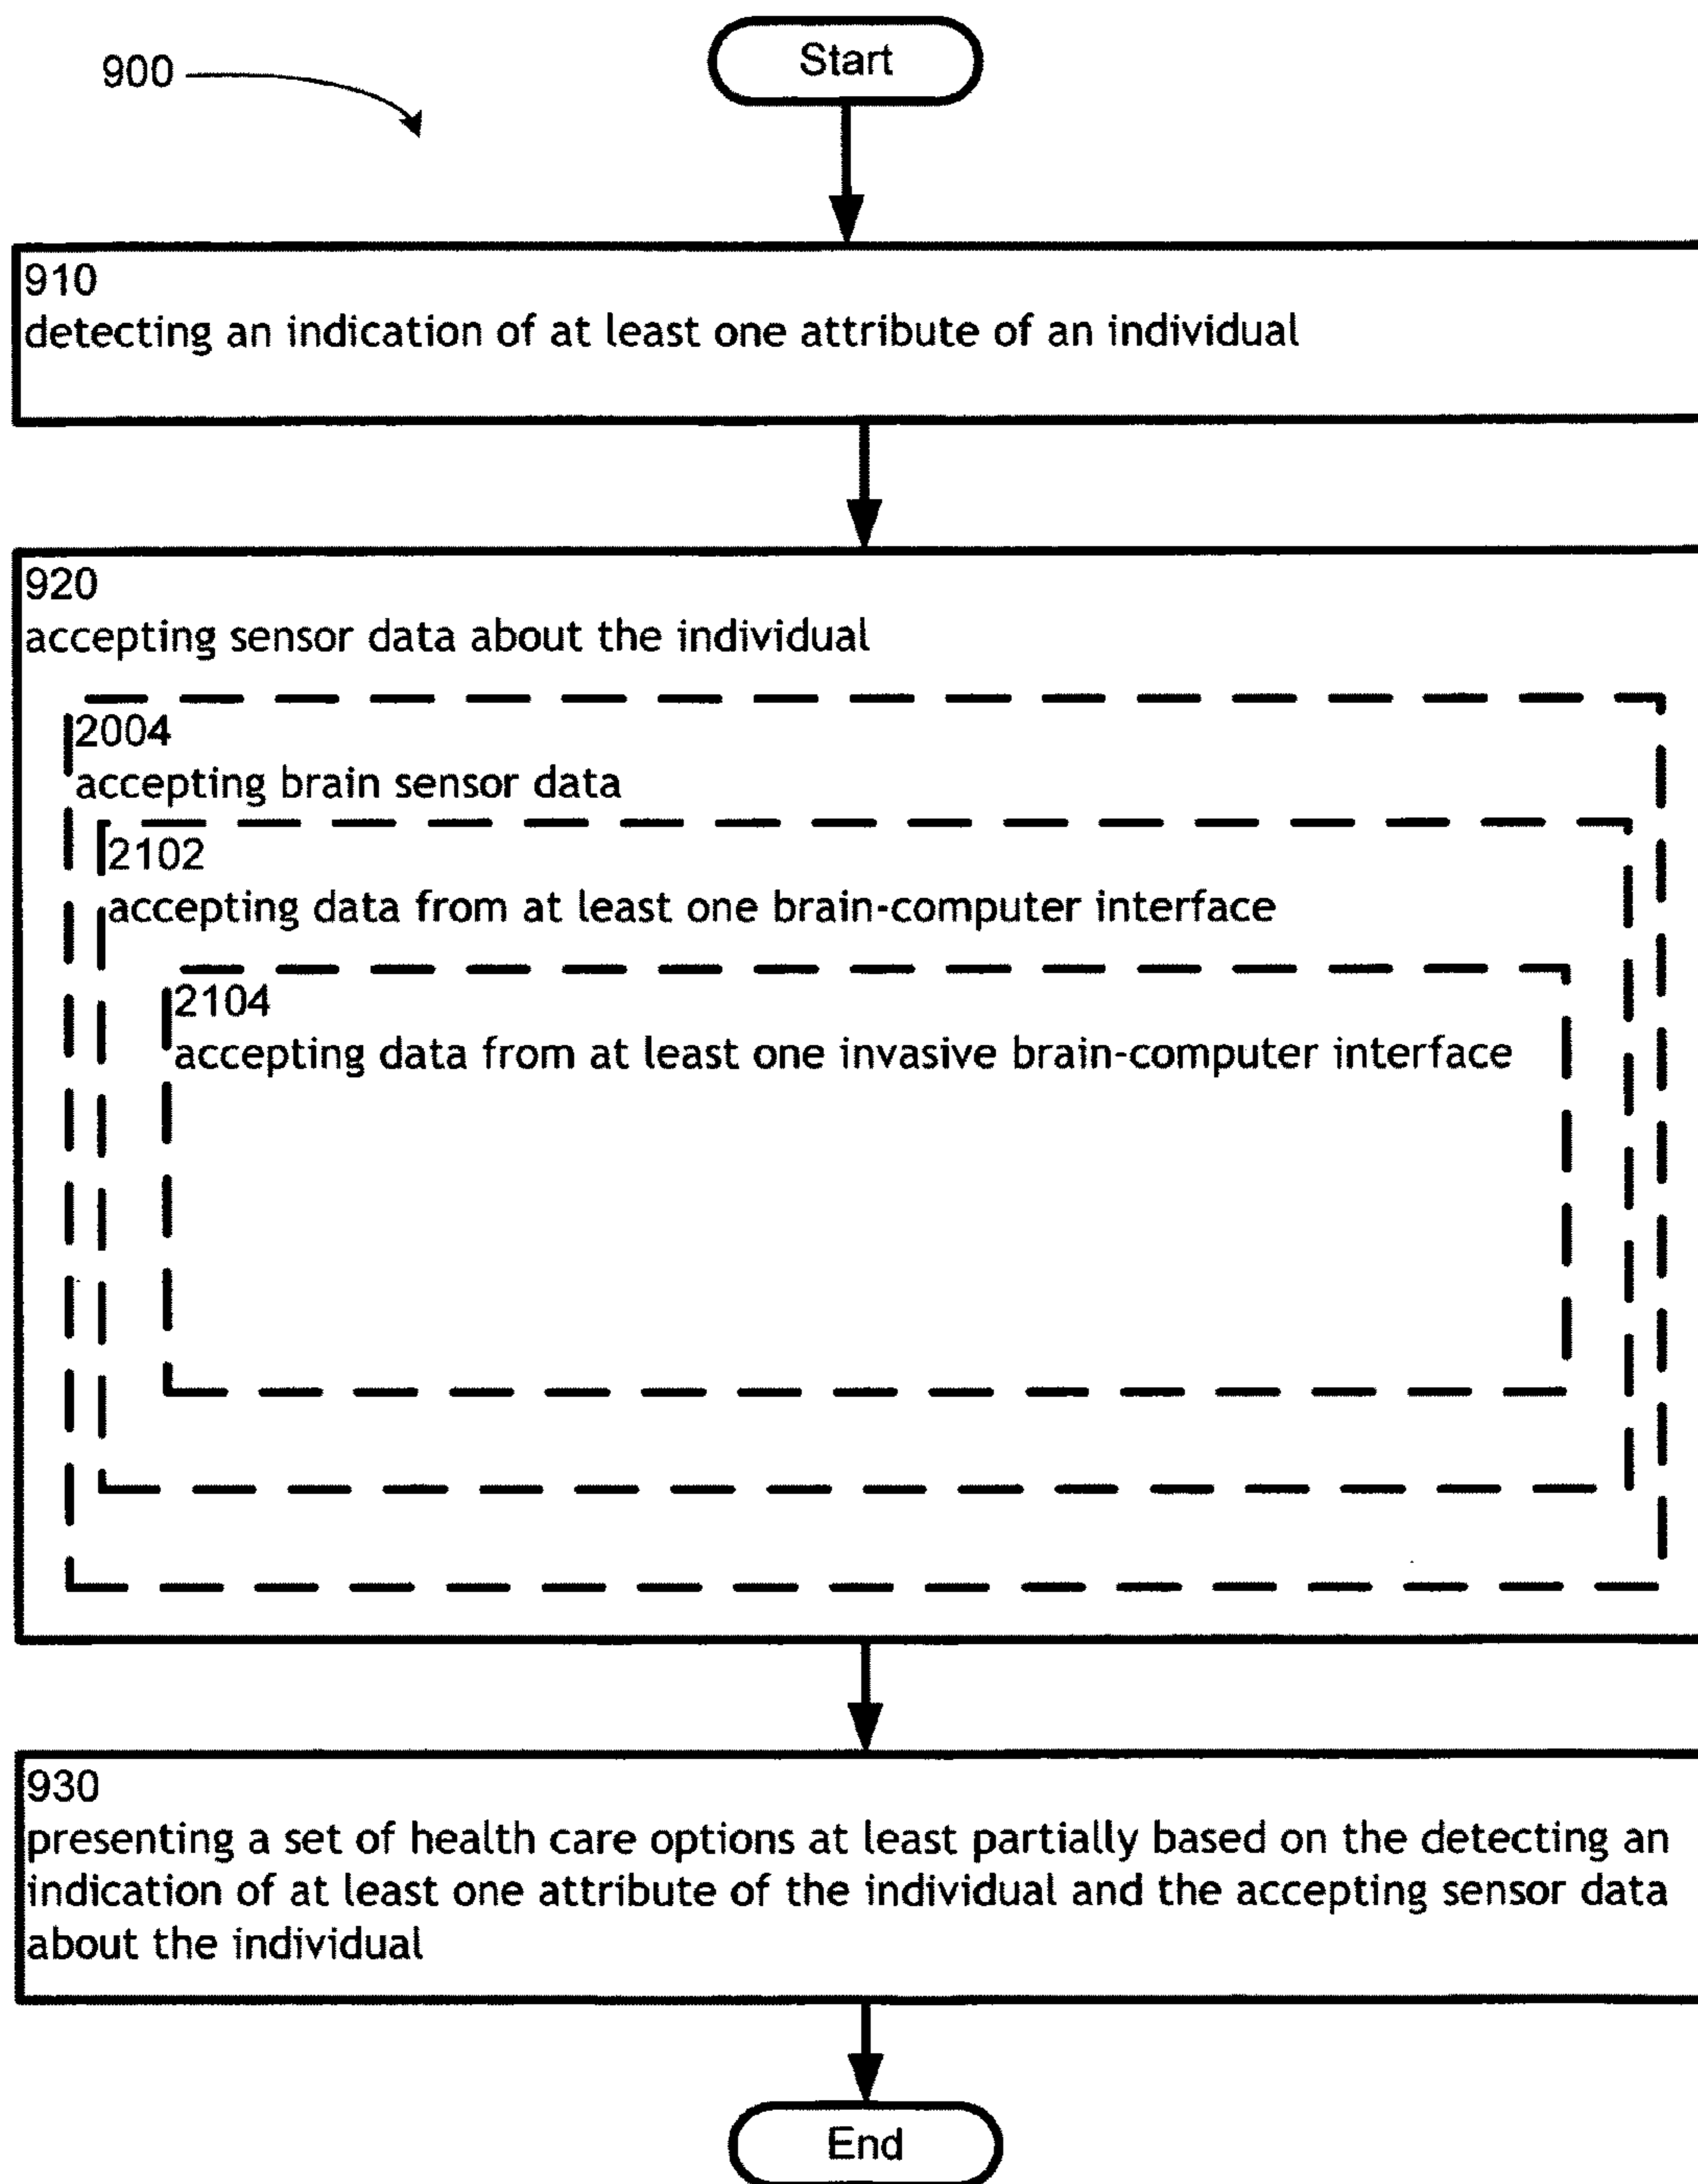 900
Start
910
detecting an indication of at least one attribute of an individual
920
accepting sensor data about the individual
2004
accepting brain sensor data
2102
accepting data from at least one brain-computer interface
2104
accepting data from at least one invasive brain-computer interface
930
presenting a set of health care options at least partially based on the detecting an
indication of at least one attribute of the individual and the accepting sensor data
about the individual
End